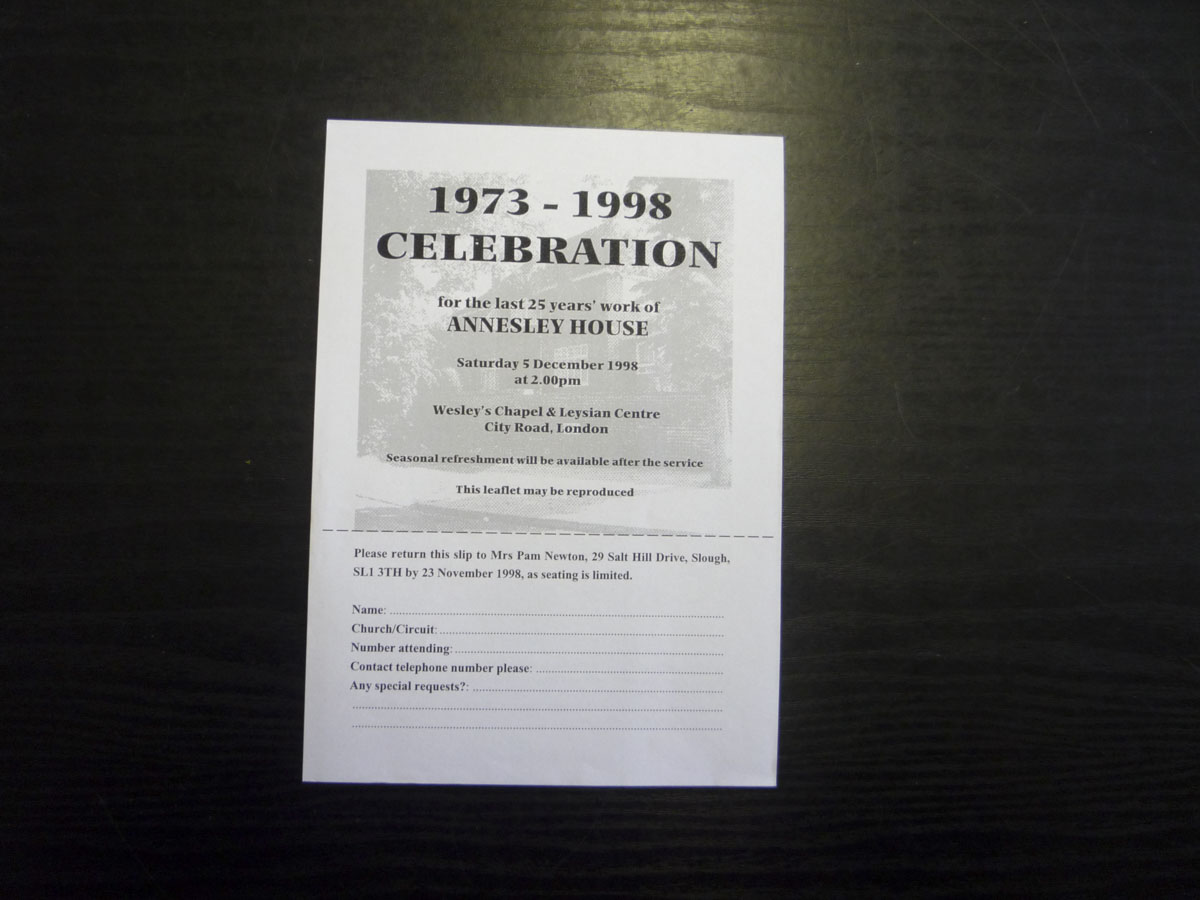 1973 - 1998
CELEBRATION
for the last 25 years' work of
ANNESLEY HOUSE
Saturday 5 December 1998
at 2.00pm
Wesley's Chapel & Leysian Centre
City Road, London
Seasonal refreshment will be available after the service
This leaflet may be reproduced
Please return this slip to Mrs Pam Newton, 29 Salt Hill Drive, Slough,
SL1 3TH by 23 November 1998, as seating is limited.
Name:
Church/Circuit:
Number attending:
Contact telephone number please:
Any special requests?: